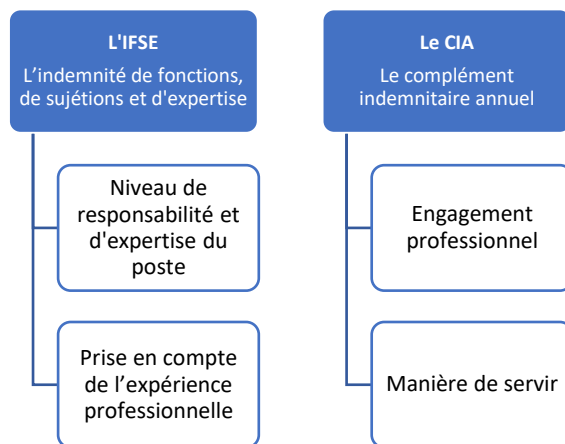 L'IFSE
L’indemnité de fonctions,
de sujétions et d'expertise
Niveau de
responsabilité et
d'expertise du
poste
Prise en compte
de l’expérience
professionnelle
Le CIA
Le complément
indemnitaire annuel
Engagement
professionnel
Manière de servir